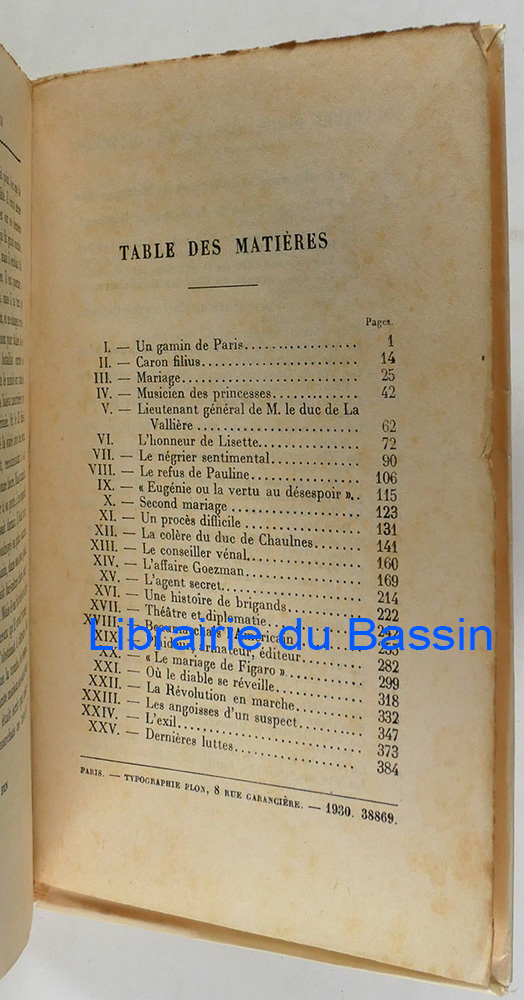 TABLE DES MATIÈRES
Pages.
I. — Un gamin de Paris.................. 1
II. — Caron filius.......................... 14
III. — Mariage............................. 25
IV. — Musicien des princesses............. 42
V. — Lieutenant général de M. le duc de La
Vallière.......................... 62
VI. L'honneur de Lisette................ 72
VII. — Le négrier sentimental.............. 90
VIII. — Le refus de Pauline................. 106
IX. — « Eugénie ou la vertu au désespoir ».. 115
X. — Second mariage...................... 123
XI. — Un procès difficile.................. 131
XII. — La colère du duc de Chaulnes........ 141
XIII. — Le conseiller vénal................. 160
XIV. — L'affaire Goezman.................. 169
XV. — L'agent secret...................... 214
XVI. — Une histoire de brigands............ 222
XVII. — Théâtre et diplomatie...............
XVIII. —
Librairie du Bassin
XIX. armateur, éditeur
XX. — « Le mariage de Figaro »............ 282
XXI. — Où le diable se réveille............. 299
XXII. — La Révolution en marche............ 318
XXIII. — Les angoisses d'un suspect.......... 332
XXIV. — L'exil.............................. 347
XXV. — Dernières luttes..................... 373
384
PARIS. — TYPOGRAPHIE PLON, 8 RUE GARANCIÈRE. — 1930. 38869.